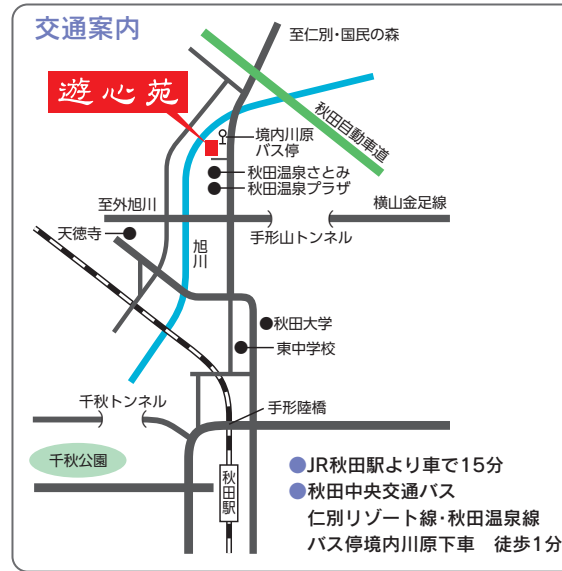 交通案内
至仁別・国民の森
遊心苑
秋田自動車道
境内川原
バス停
秋田温泉さとみ
秋田温泉プラザ
至外旭川
横山金足線
天徳寺
旭川
手形山トンネル
秋田大学
東中学校
千秋トンネル
手形陸橋
千秋公園
秋田駅
●JR秋田駅より車で15分
●秋田中央交通バス
仁別リゾート線・秋田温泉線
バス停境内川原下車　徒歩1分